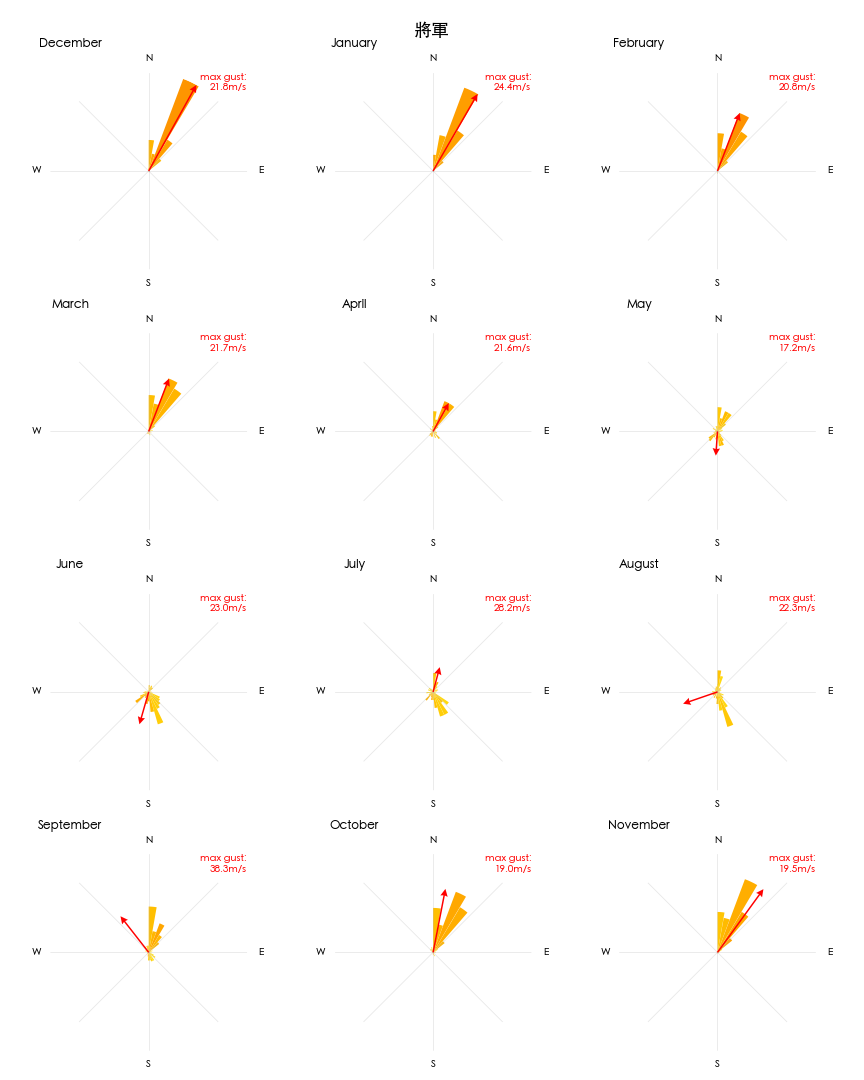 將軍
December
N
max gust:
21.8m/s
W
E
S
January
N
max gust:
24.4m/s
W
E
S
February
N
max gust:
20.8m/s
W
E
S
March
N
max gust:
21.7m/s
W
E
S
April
N
max gust:
21.6m/s
W
E
S
May
N
max gust:
17.2m/s
W
E
S
June
N
max gust:
23.0m/s
W
E
S
July
N
max gust:
28.2m/s
W
E
S
August
N
max gust:
22.3m/s
W
E
S
September
N
max gust:
38.3m/s
W
E
S
October
N
max gust:
19.0m/s
W
E
S
November
N
max gust:
19.5m/s
W
E
S